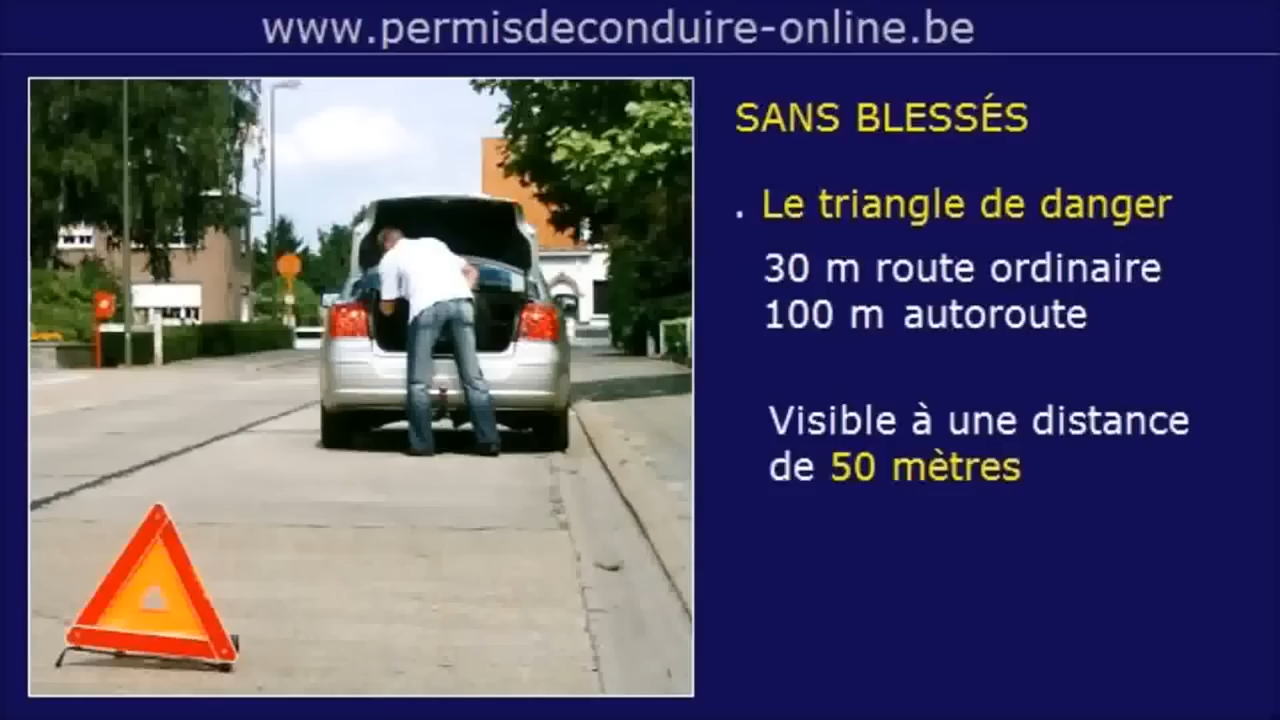 www.permisdeconduire-online.be
SANS BLESSÉS
. Le triangle de danger
30 m route ordinaire
100 m autoroute
Visible à une distance
de 50 mètres